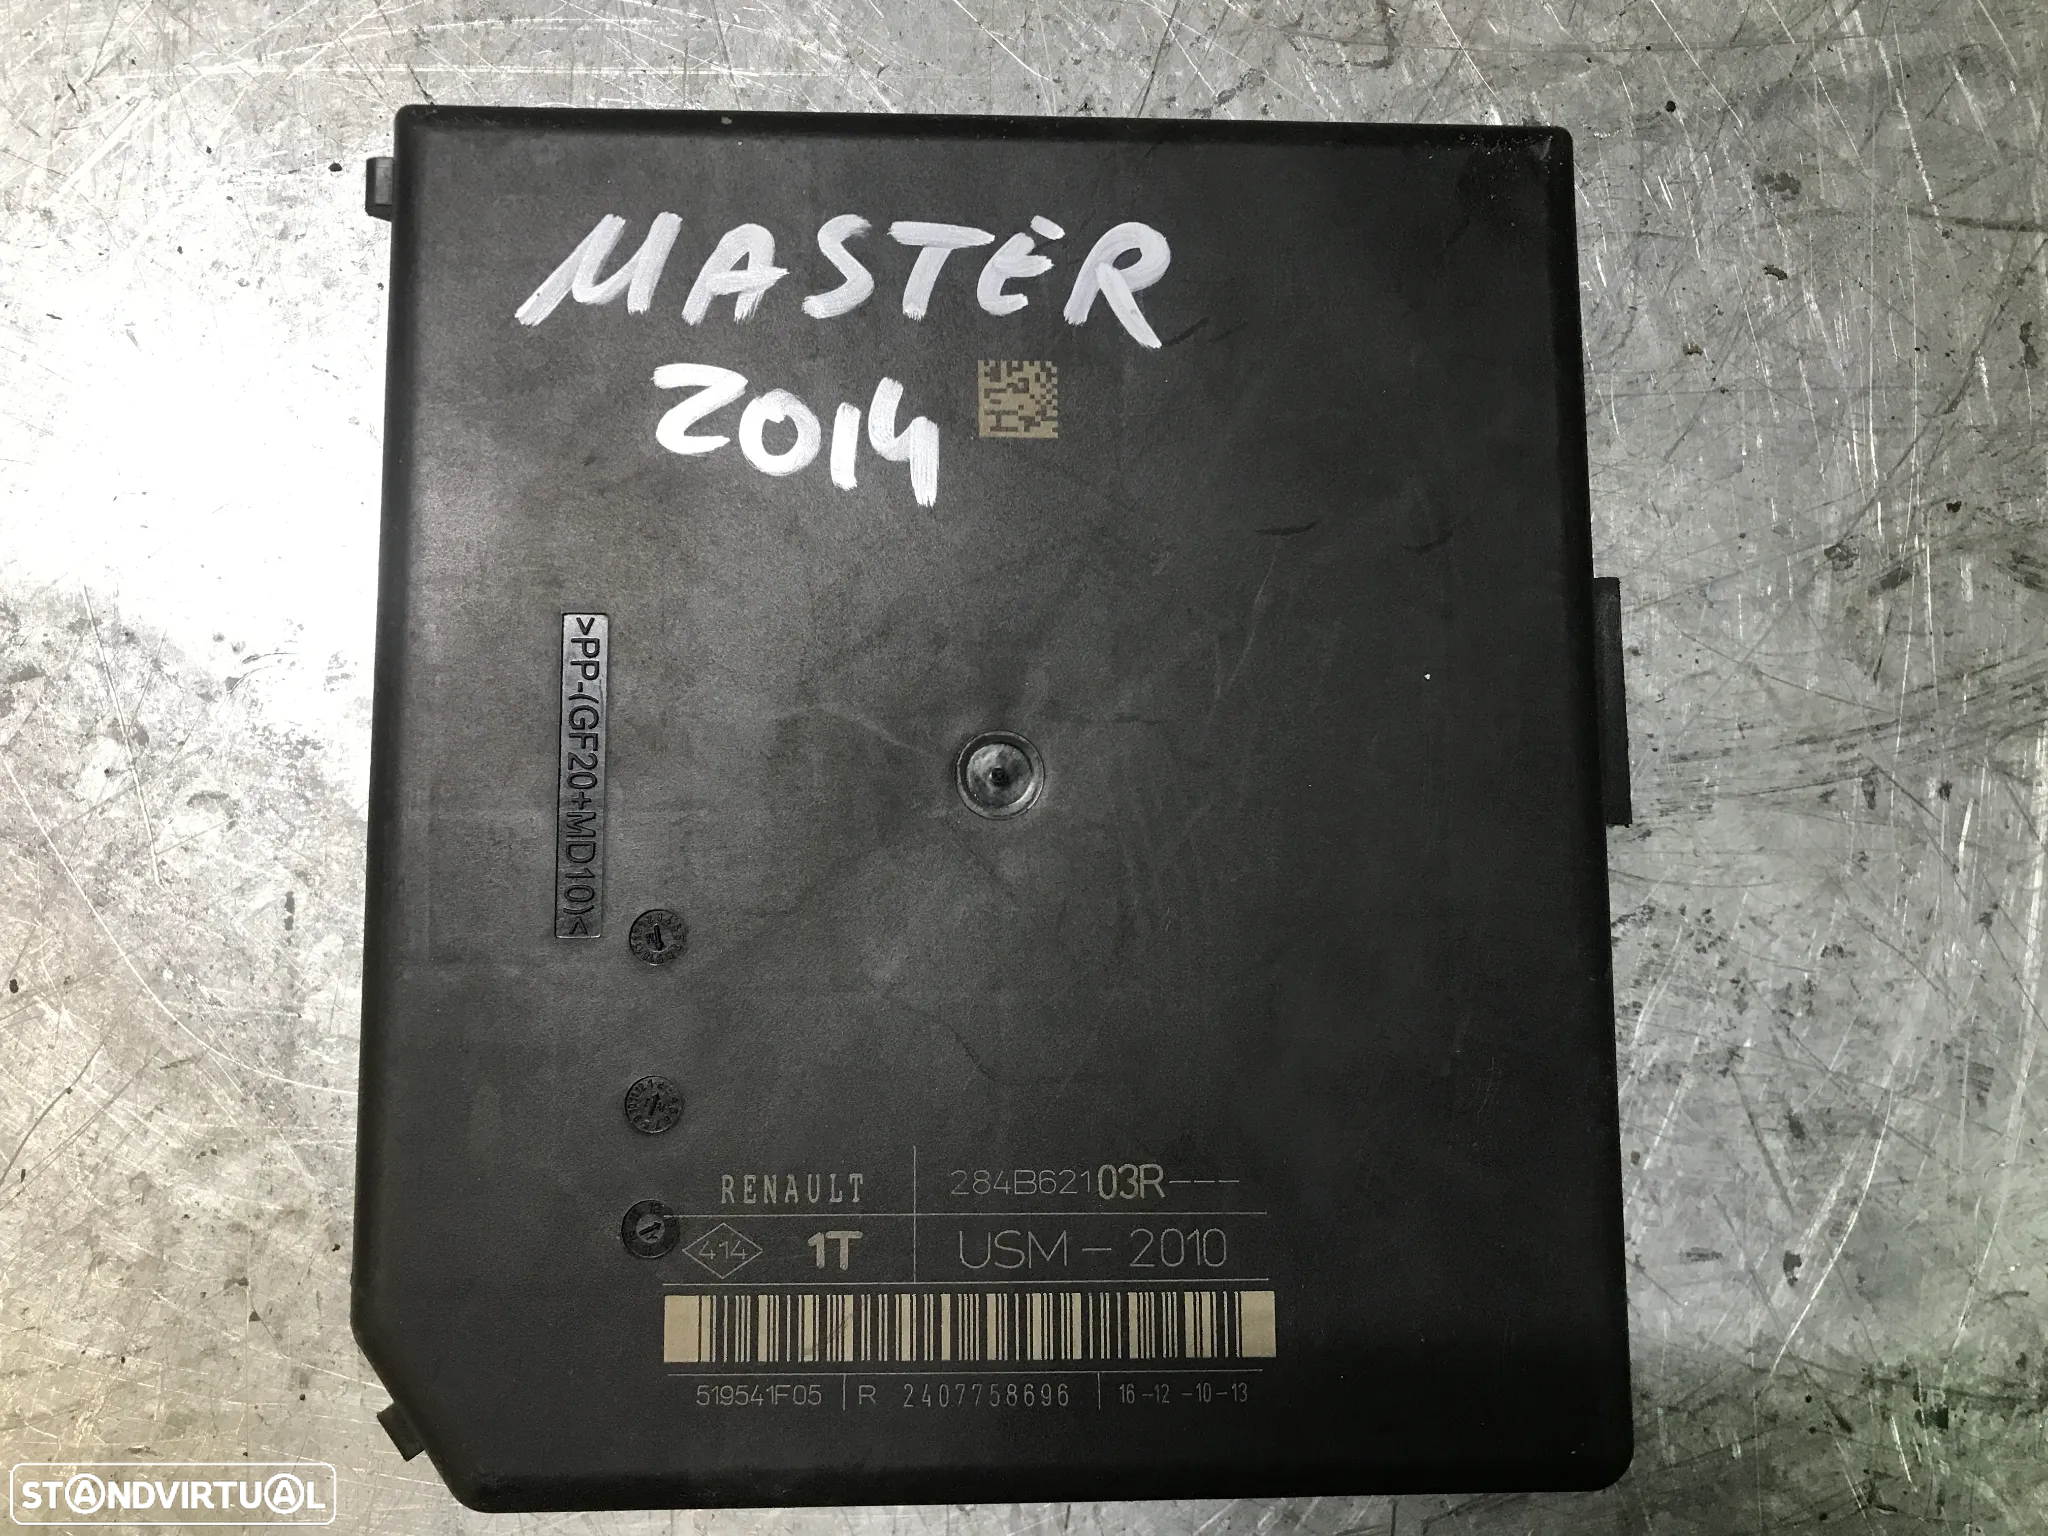 MASTER
2014
>PP-(GF20+MD10)<
RENAULT 284B62103R---
414 1T USM - 2010
519541F05 R 2407758696 16-12-10-13
STANDVIRTUAL